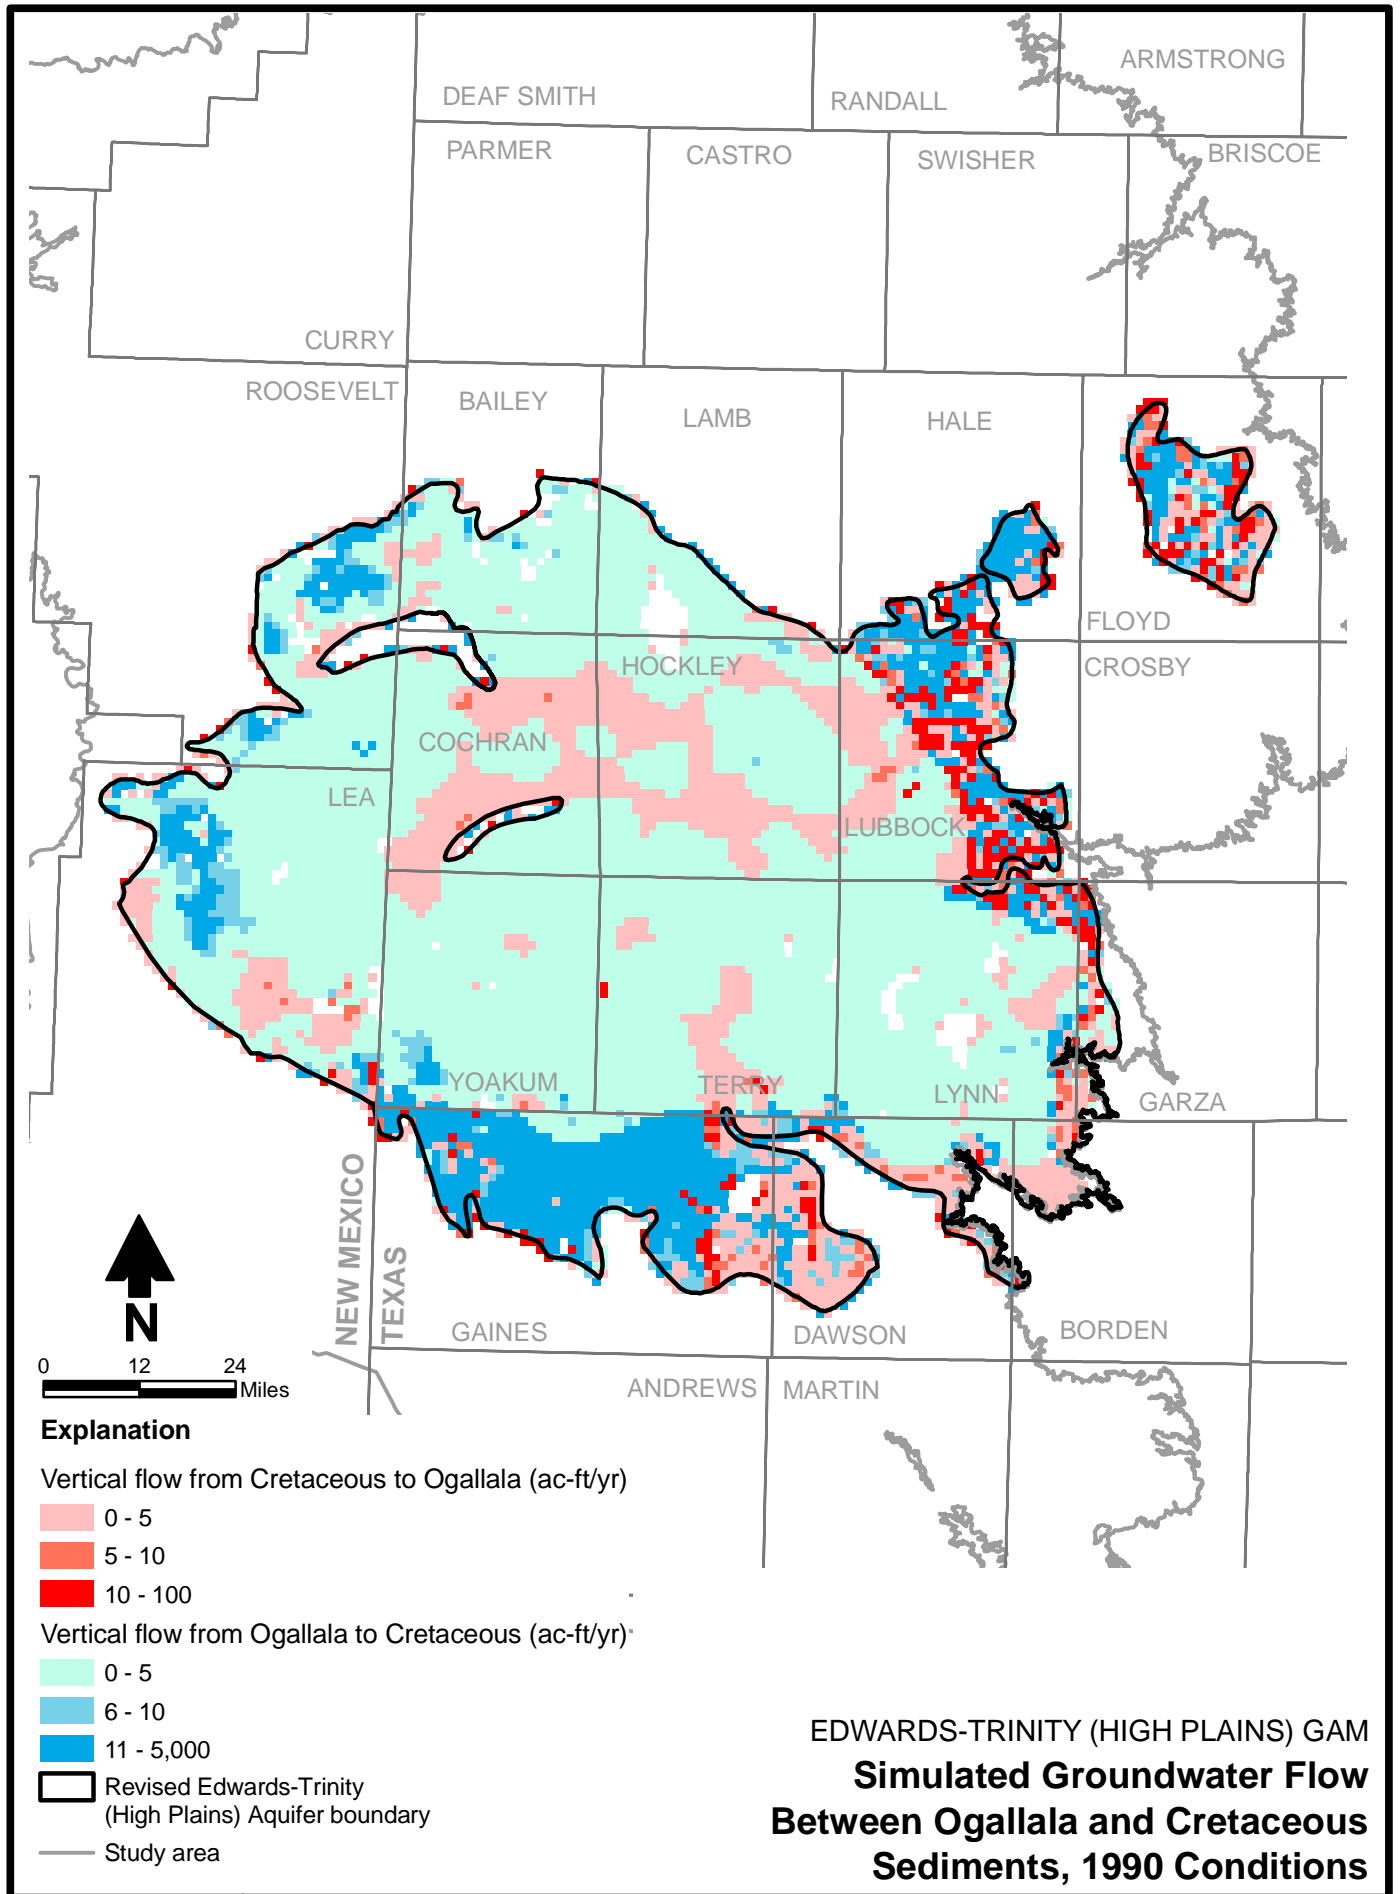 ARMSTRONG
DEAF SMITH
RANDALL
PARMER
CASTRO
SWISHER
BRISCOE
CURRY
ROOSEVELT
BAILEY
LAMB
HALE
FLOYD
HOCKLEY
CROSBY
COCHRAN
LEA
LUBBOCK
YOAKUM
TERRY
LYNN
GARZA
NEW MEXICO
TEXAS
N
GAINES
DAWSON
BORDEN
ANDREWS
MARTIN
0 12 24
Miles
Explanation
Vertical flow from Cretaceous to Ogallala (ac-ft/yr)
0 - 5
5 - 10
10 - 100
Vertical flow from Ogallala to Cretaceous (ac-ft/yr)
0 - 5
6 - 10
11 - 5,000
Revised Edwards-Trinity
(High Plains) Aquifer boundary
Study area
EDWARDS-TRINITY (HIGH PLAINS) GAM
Simulated Groundwater Flow
Between Ogallala and Cretaceous
Sediments, 1990 Conditions